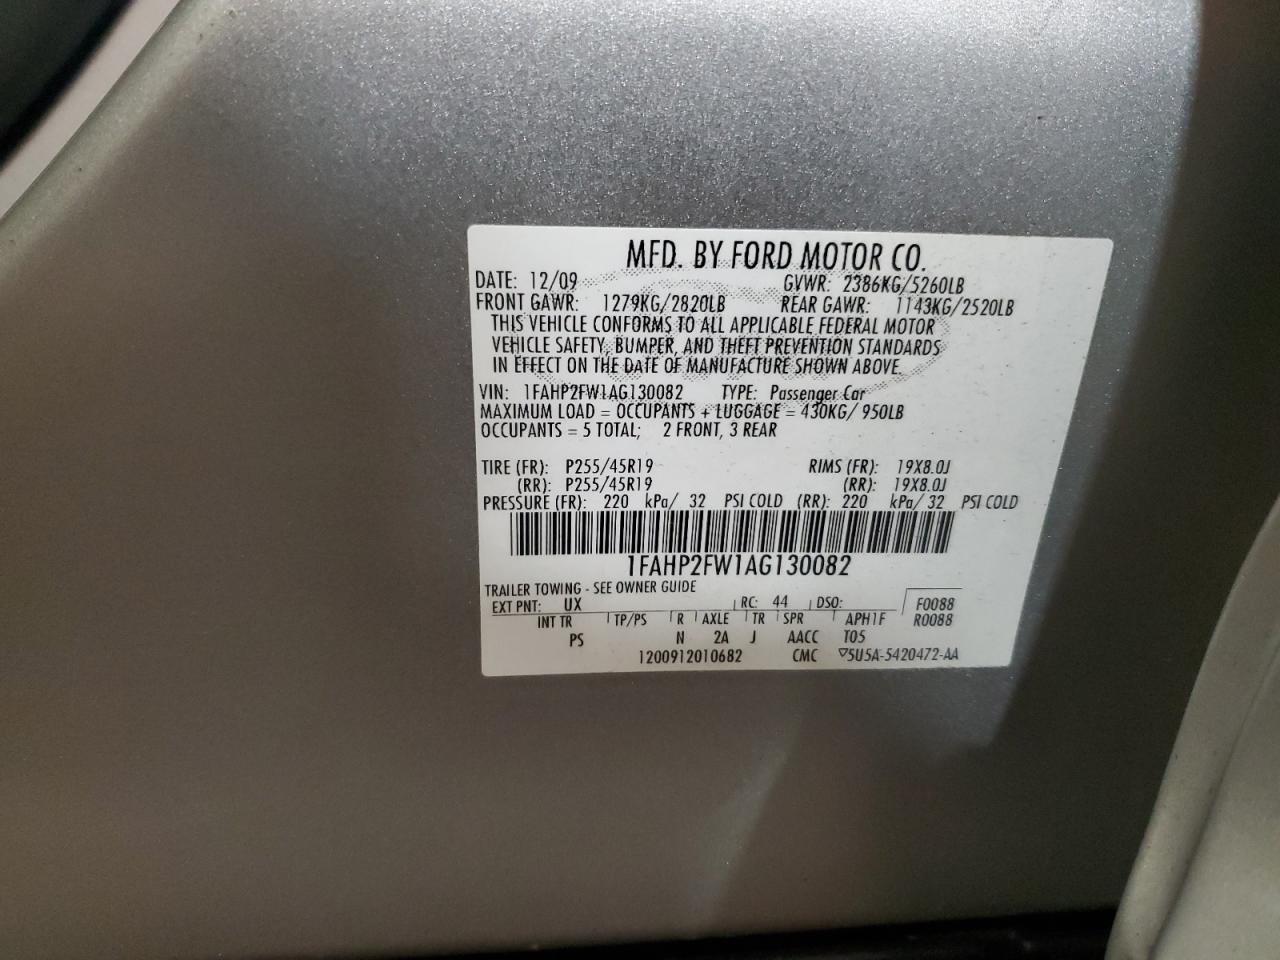 MFD. BY FORD MOTOR CO.
DATE: 12/09 GVWR: 2386KG/5260LB
FRONT GAWR: 1279KG/2820LB REAR GAWR: 1143KG/2520LB
THIS VEHICLE CONFORMS TO ALL APPLICABLE FEDERAL MOTOR
VEHICLE SAFETY, BUMPER, AND THEFT PREVENTION STANDARDS
IN EFFECT ON THE DATE OF MANUFACTURE SHOWN ABOVE.
VIN: 1FAHP2FW1AG130082 TYPE: Passenger Car
MAXIMUM LOAD = OCCUPANTS + LUGGAGE = 430KG/ 950LB
OCCUPANTS = 5 TOTAL; 2 FRONT, 3 REAR
TIRE (FR): P255/45R19 RIMS (FR): 19X8.0J
(RR): P255/45R19 (RR): 19X8.0J
PRESSURE (FR): 220 kPa/ 32 PSI COLD (RR): 220 kPa/ 32 PSI COLD
1FAHP2FW1AG130082
TRAILER TOWING - SEE OWNER GUIDE
EXT PNT: UX RC: 44 DSO: F0088
INT TR TP/PS R AXLE TR SPR APH1F R0088
PS N 2A J AACC T05
1200912010682 CMC ▽5U5A-5420472-AA